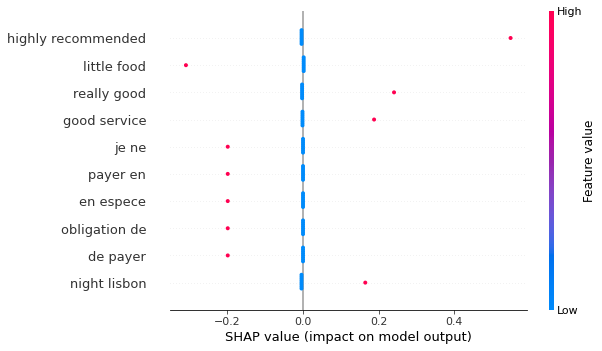 High
highly recommended
little food
really good
good service
je ne
payer en
en espece
obligation de
de payer
night lisbon
Feature value
Low
−0.2
0.0
0.2
0.4
SHAP value (impact on model output)